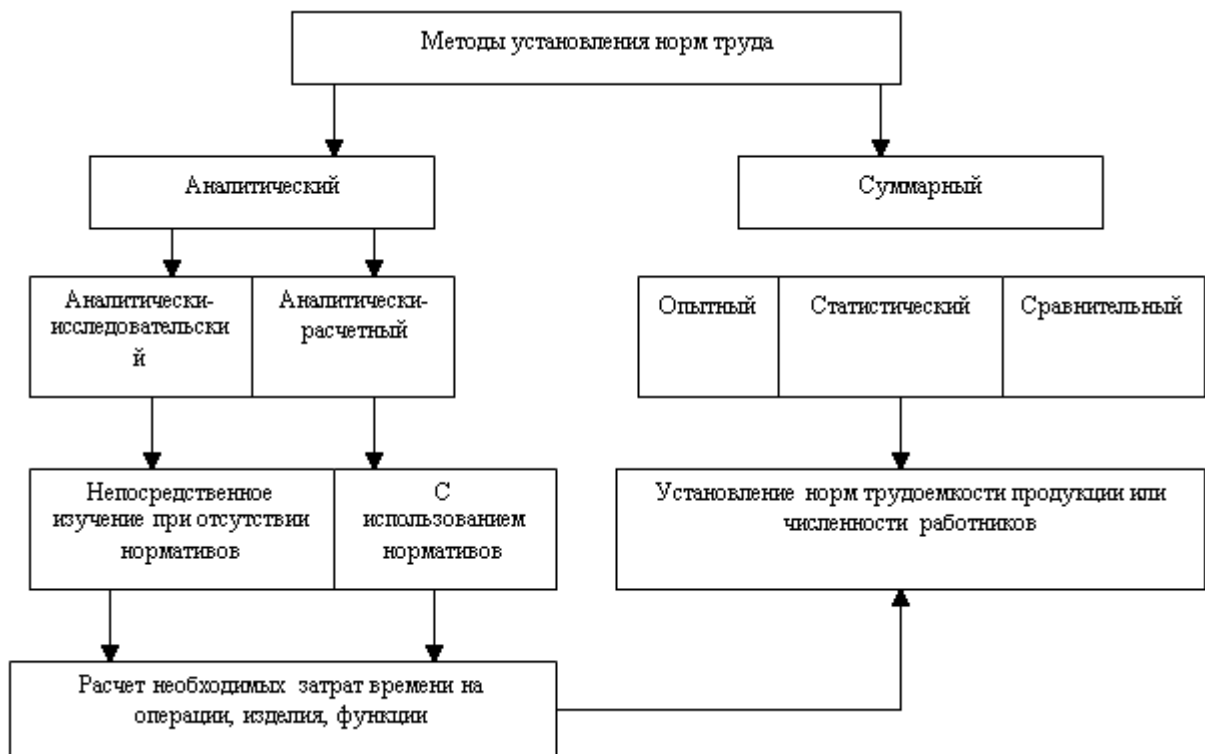 Методы установления норм труда
Аналитический
Суммарный
Аналитически-
исследовательски
й
Аналитически-
расчетный
Опытный
Статистический
Сравнительный
Непосредственное
изучение при отсутствии
нормативов
С
использованием
нормативов
Установление норм трудоемкости продукции или
численности работников
Расчет необходимых затрат времени на
операции, изделия, функции